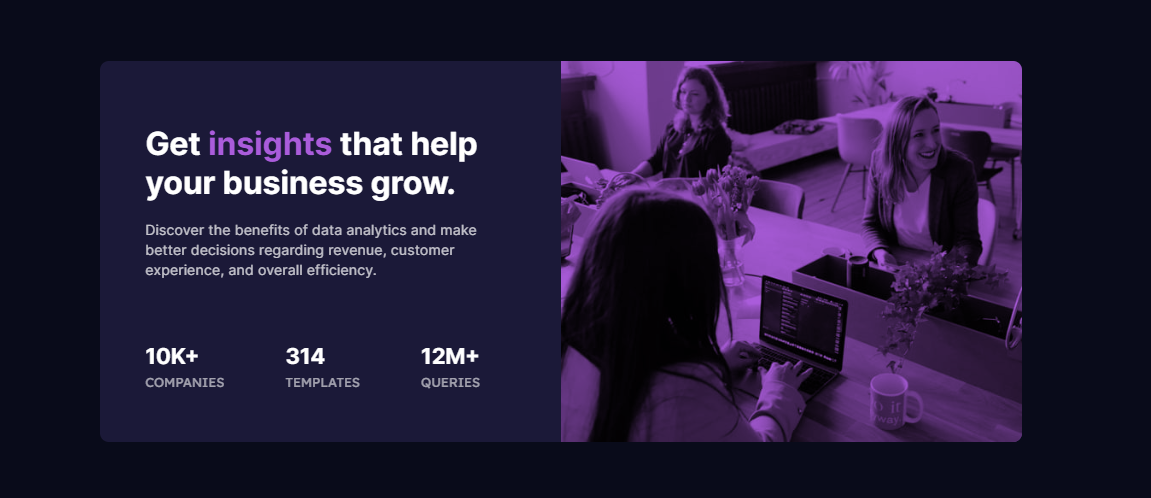 Get insights that help
your business grow.
Discover the benefits of data analytics and make
better decisions regarding revenue, customer
experience, and overall efficiency.
10K+ 314 12M+
COMPANIES TEMPLATES QUERIES